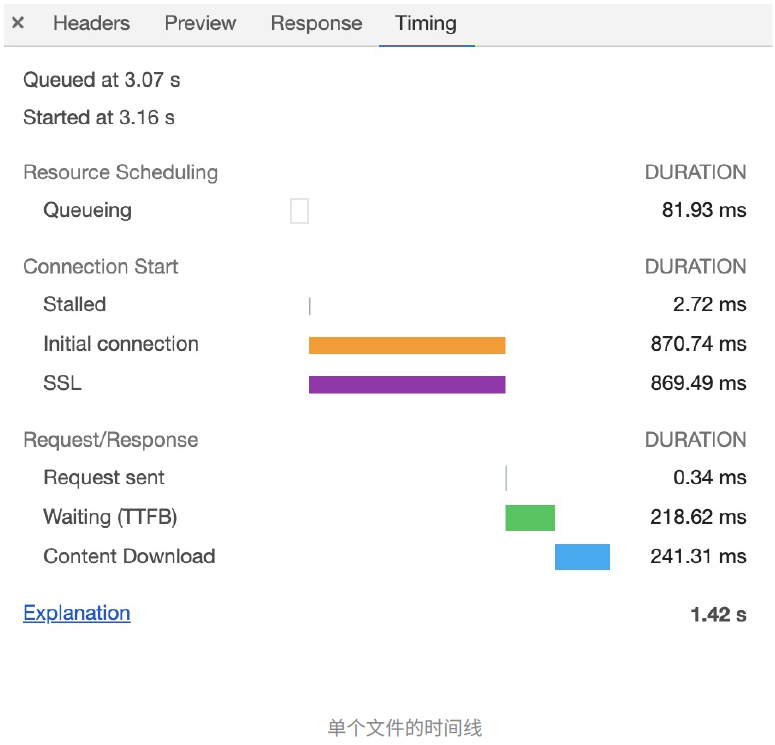 × Headers Preview Response Timing
Queued at 3.07 s
Started at 3.16 s
Resource Scheduling DURATION
Queueing 81.93 ms
Connection Start DURATION
Stalled 2.72 ms
Initial connection 870.74 ms
SSL 869.49 ms
Request/Response DURATION
Request sent 0.34 ms
Waiting (TTFB) 218.62 ms
Content Download 241.31 ms
Explanation 1.42 s
单个文件的时间线